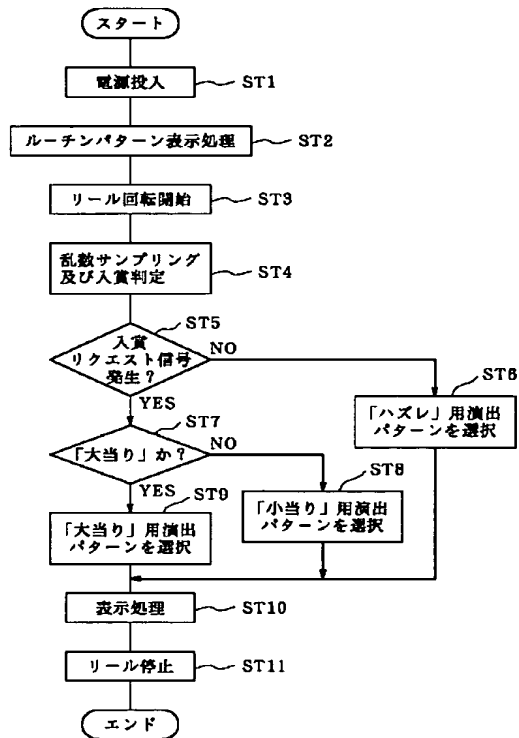 スタート
電源投入
ST1
ルーチンパターン表示処理
ST2
リール回転開始
ST3
乱数サンプリング
及び入賞判定
ST4
ST5
入賞
リクエスト信号
発生？
NO
YES
ST6
「ハズレ」用演出
パターンを選択
ST7
「大当り」か？
NO
YES
ST8
「小当り」用演出
パターンを選択
ST9
「大当り」用演出
パターンを選択
表示処理
ST10
リール停止
ST11
エンド